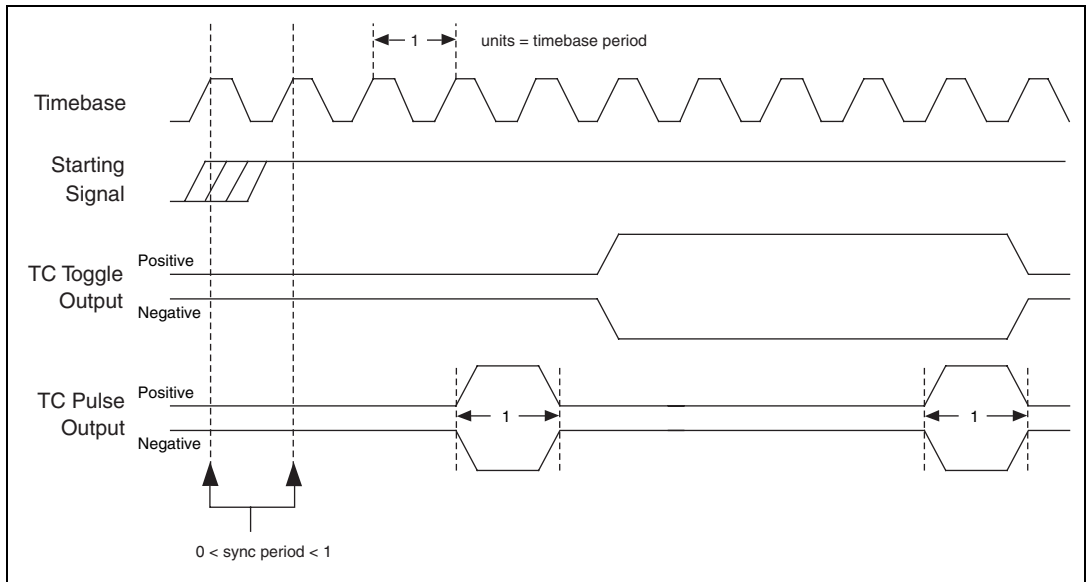 1
units = timebase period
Timebase
Starting
Signal
Positive
TC Toggle
Output
Negative
Positive
TC Pulse
1
1
Output
Negative
0 < sync period < 1